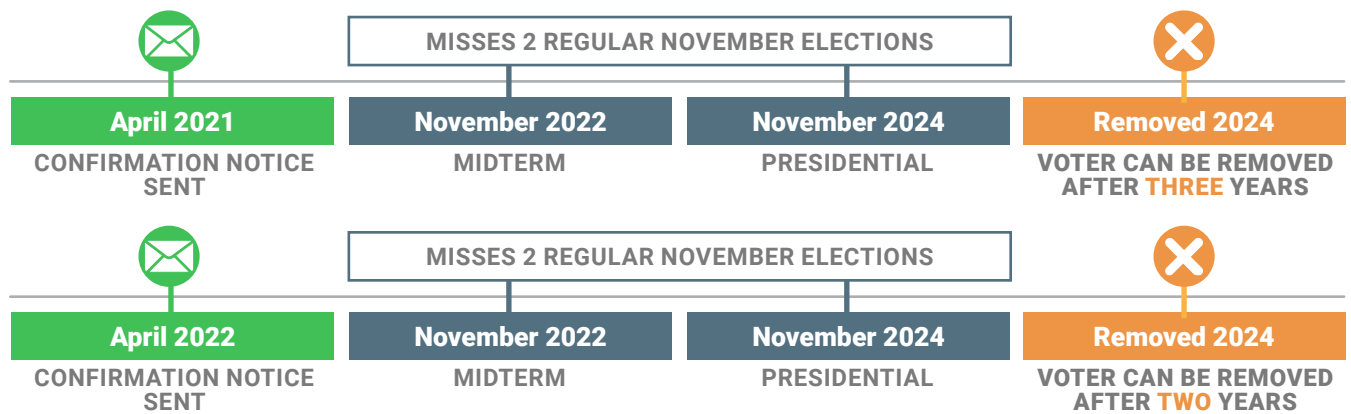 MISSES 2 REGULAR NOVEMBER ELECTIONS
April 2021
November 2022
November 2024
Removed 2024
CONFIRMATION NOTICE
SENT
MIDTERM
PRESIDENTIAL
VOTER CAN BE REMOVED
AFTER THREE YEARS
MISSES 2 REGULAR NOVEMBER ELECTIONS
April 2022
November 2022
November 2024
Removed 2024
CONFIRMATION NOTICE
SENT
MIDTERM
PRESIDENTIAL
VOTER CAN BE REMOVED
AFTER TWO YEARS